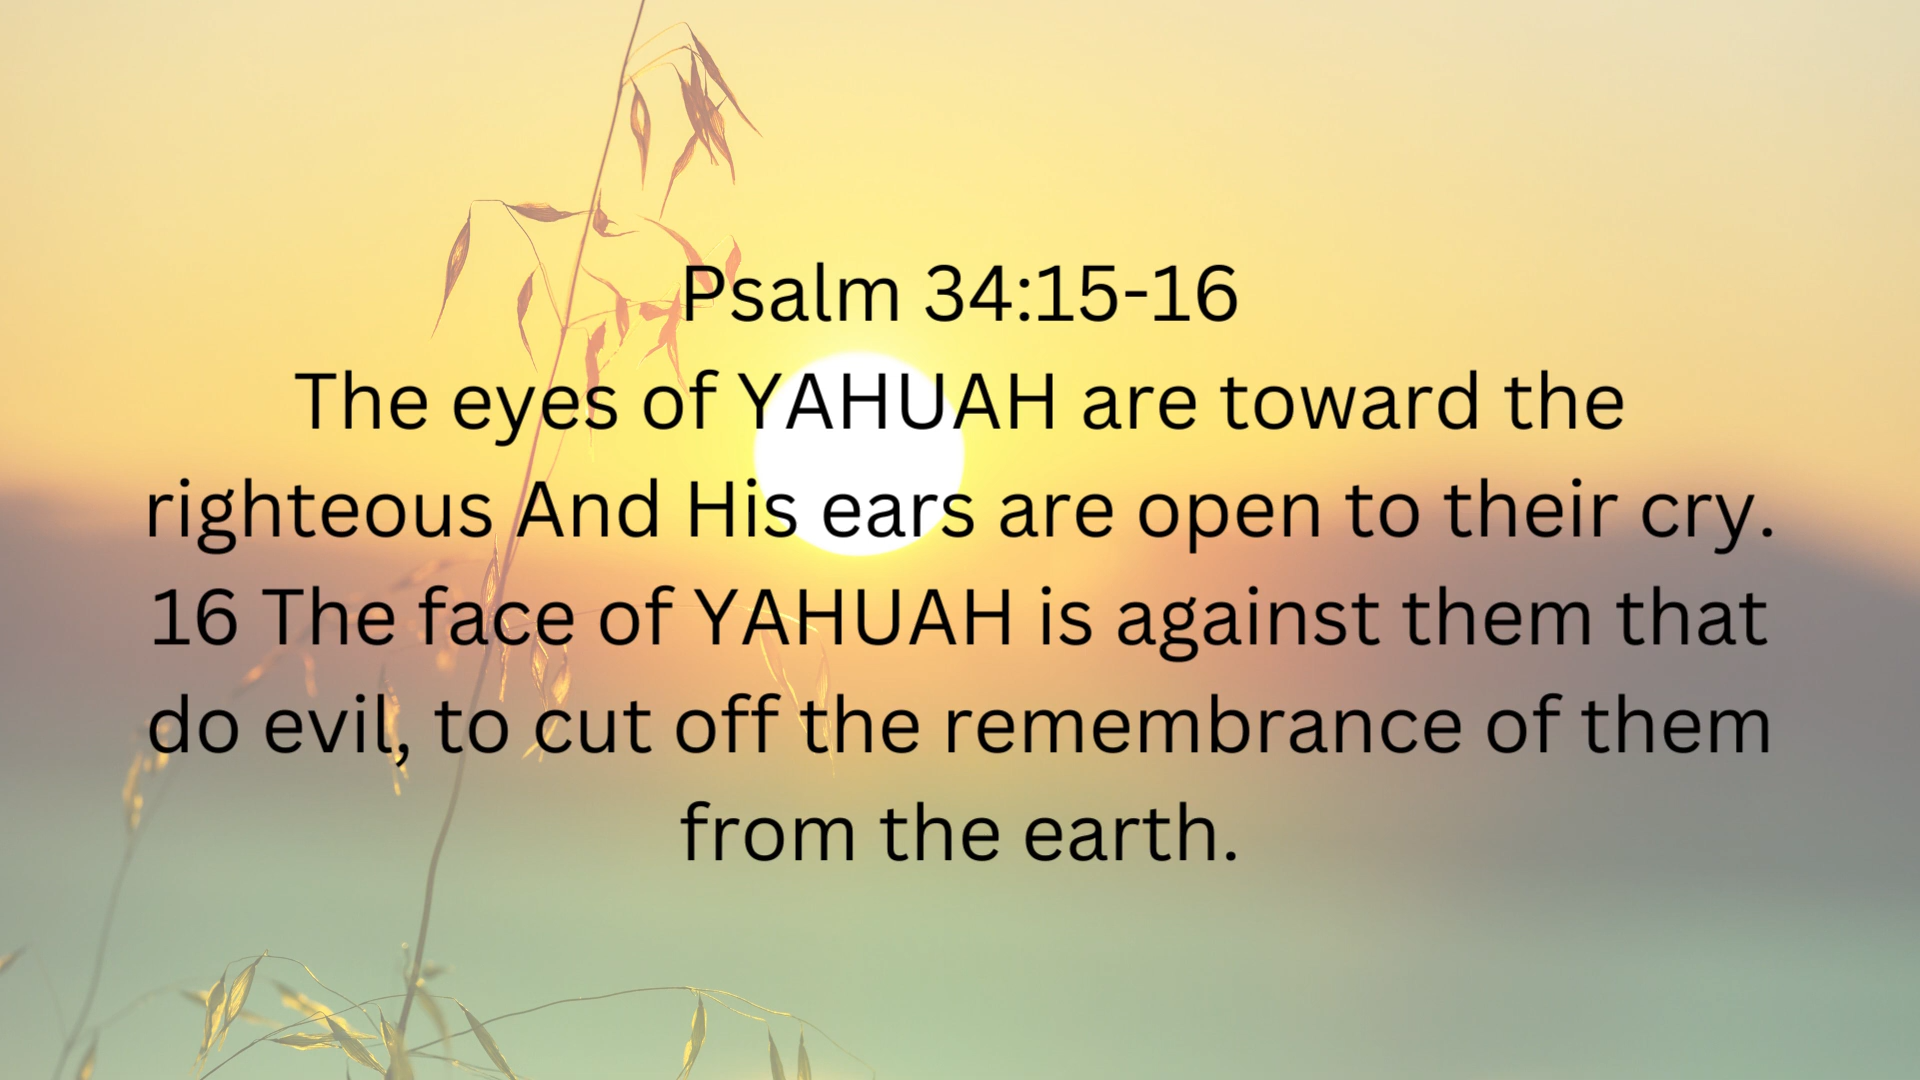 Psalm 34:15-16
The eyes of YAHUAH are toward the
righteous And His ears are open to their cry.
16 The face of YAHUAH is against them that
do evil, to cut off the remembrance of them
from the earth.